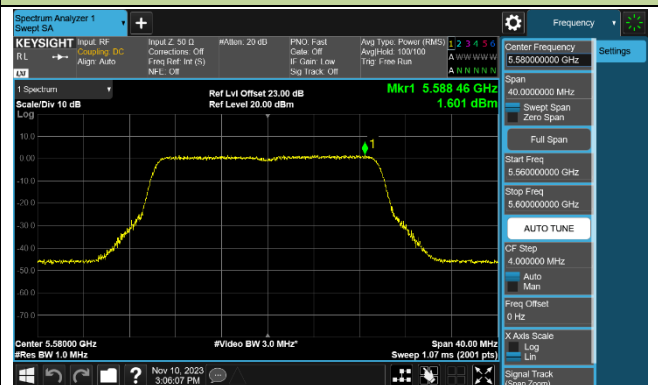 Spectrum Analyzer 1
Swept SA
Frequency
KEYSIGHT
RL
LXI
Input: RF
Coupling: DC
Align: Auto
Input Z: 50 Ω
Corrections: Off
Freq Ref: Int (S)
NFE: Off
#Atten: 20 dB
PNO: Fast
Gate: Off
IF Gain: Low
Sig Track: Off
Avg Type: Power (RMS)
Avg|Hold: 100/100
Trig: Free Run
1 2 3 4 5 6
A W W W W W
A N N N N N
1 Spectrum
Scale/Div 10 dB
Log
Ref Lvl Offset 23.00 dB
Ref Level 20.00 dBm
Mkr1 5.588 46 GHz
1.601 dBm
1
10.0
0.00
-10.0
-20.0
-30.0
-40.0
-50.0
-60.0
-70.0
Center 5.58000 GHz
#Res BW 1.0 MHz
#Video BW 3.0 MHz*
Span 40.00 MHz
Sweep 1.07 ms (2001 pts)
Nov 10, 2023
3:06:07 PM
Center Frequency
5.580000000 GHz
Settings
Span
40.0000000 MHz
Swept Span
Zero Span
Full Span
Start Freq
5.560000000 GHz
Stop Freq
5.600000000 GHz
AUTO TUNE
CF Step
4.000000 MHz
Auto
Man
Freq Offset
0 Hz
X Axis Scale
Log
Lin
Signal Track
(Span Zoom)